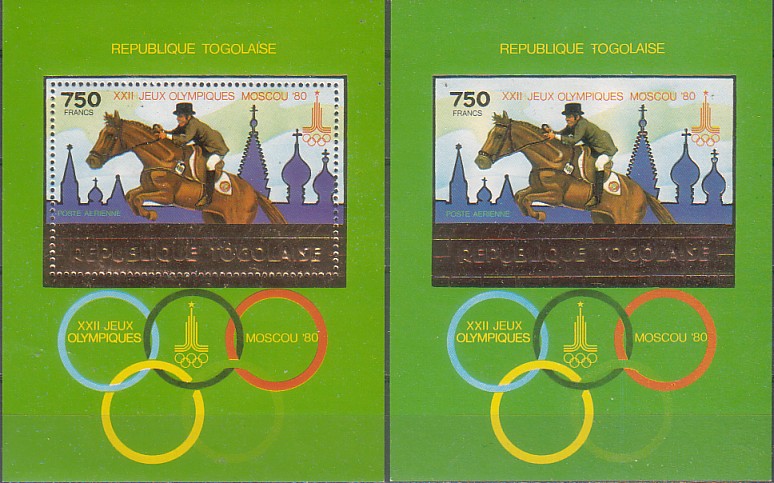 REPUBLIQUE TOGOLAISE
750
FRANCS
XXII JEUX OLYMPIQUES MOSCOU '80
POSTE AERIENNE
REPUBLIQUE TOGOLAISE
XXII JEUX
OLYMPIQUES
MOSCOU '80
REPUBLIQUE TOGOLAISE
750
FRANCS
XXII JEUX OLYMPIQUES MOSCOU '80
POSTE AERIENNE
REPUBLIQUE TOGOLAISE
XXII JEUX
OLYMPIQUES
MOSCOU '80